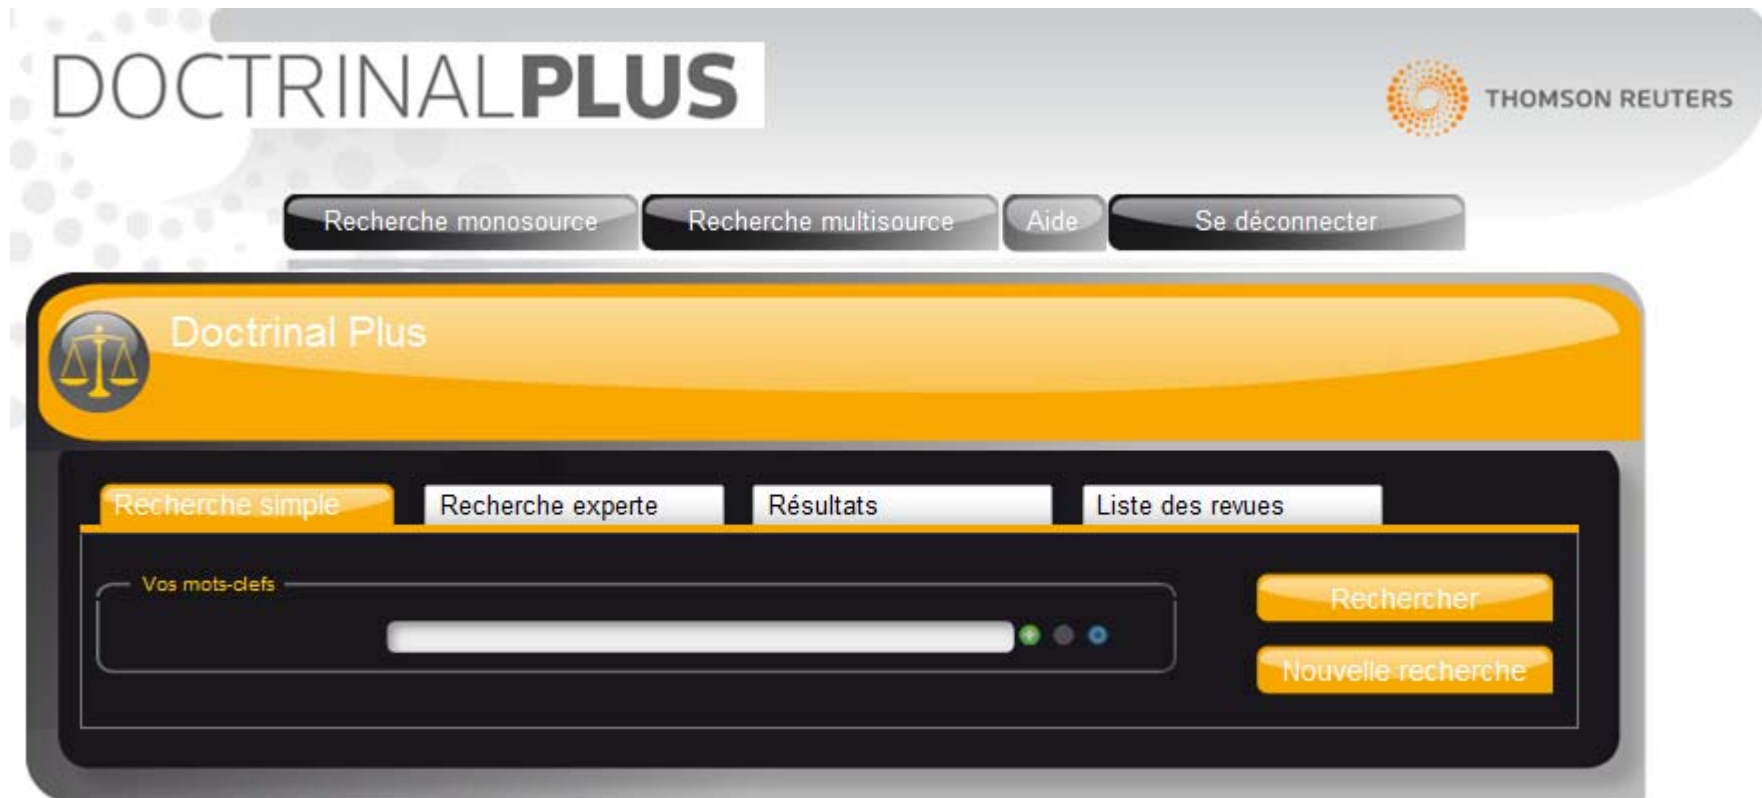 DOCTRINALPLUS
THOMSON REUTERS
Recherche monosource Recherche multisource Aide Se déconnecter
Doctrinal Plus
Recherche simple Recherche experte Résultats Liste des revues
Vos mots-clefs
Rechercher
Nouvelle recherche